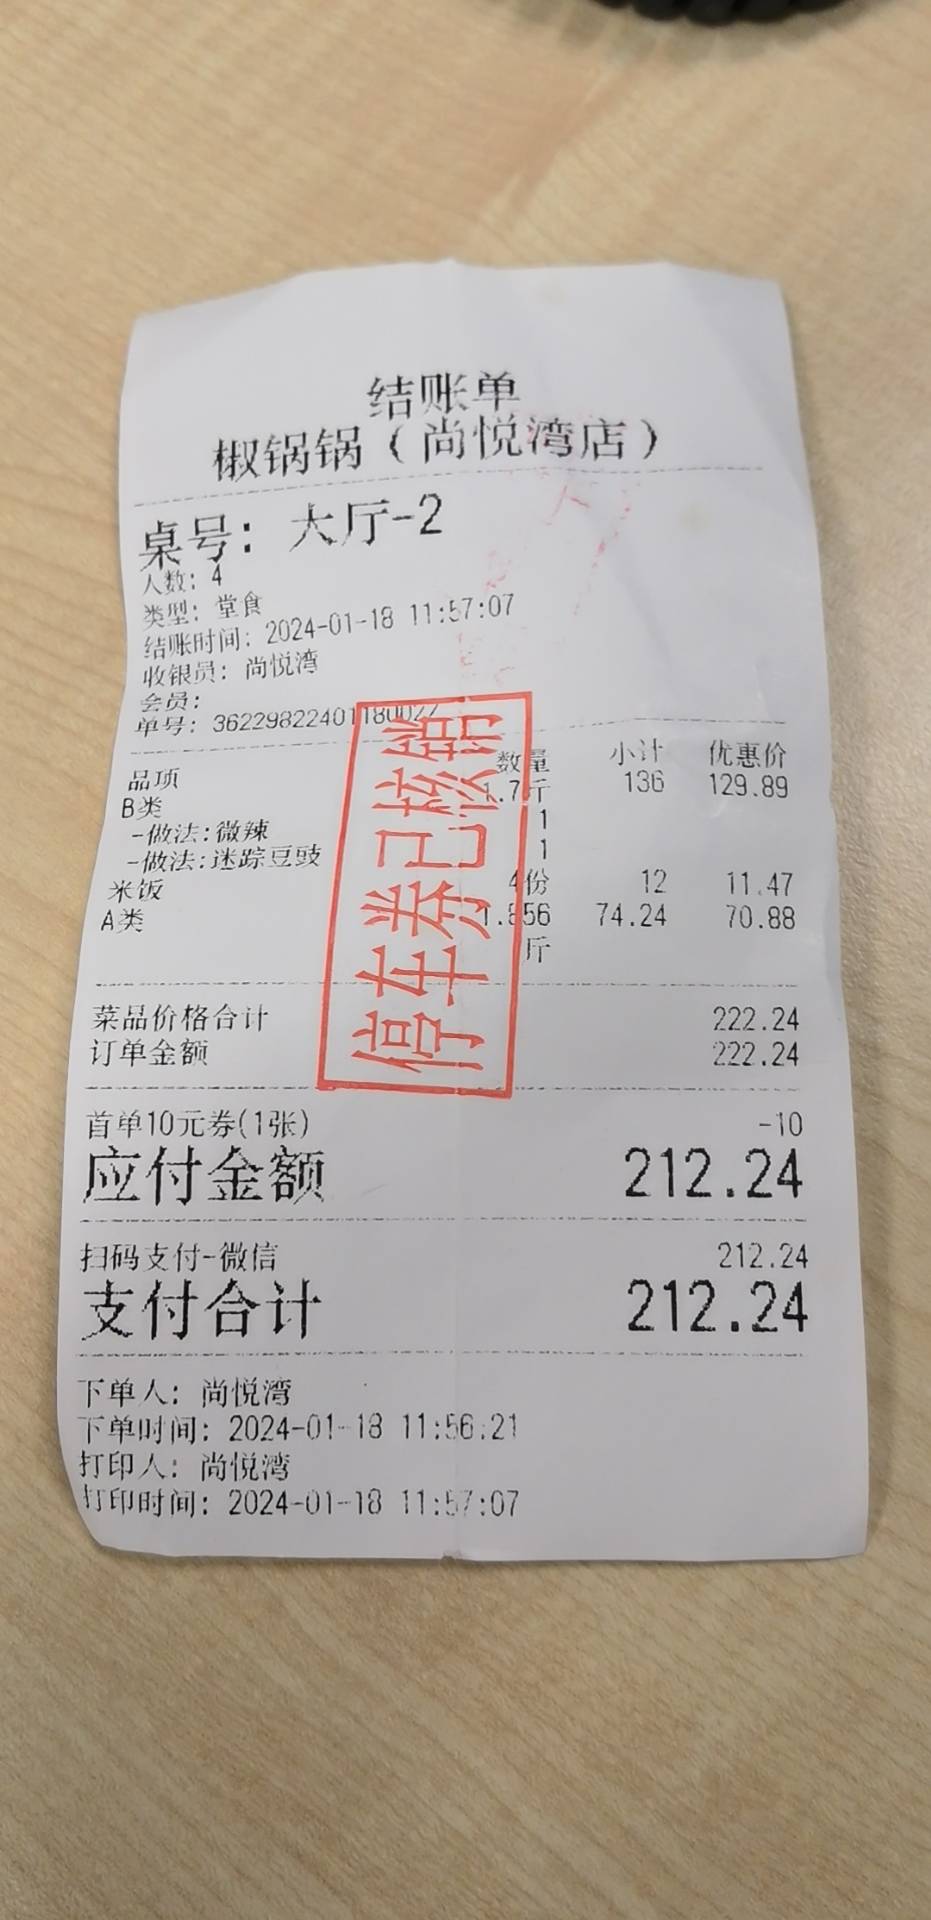 结账单
椒锅锅（尚悦湾店）
桌号：大厅-2
人数：4
类型：堂食
结账时间：2024-01-18 11:57:07
收银员：尚悦湾
会员：
单号：3622982240118002​7
品项 数量 小计 优惠价
B类 1.7斤 136 129.89
-做法:微辣 1
-做法:迷踪豆豉 1
米饭 4份 12 11.47
A类 1.856 74.24 70.88
斤
停车券已核销
菜品价格合计 222.24
订单金额 222.24
首单10元券(1张) -10
应付金额 212.24
扫码支付-微信 212.24
支付合计 212.24
下单人：尚悦湾
下单时间：2024-01-18 11:56:21
打印人：尚悦湾
打印时间：2024-01-18 11:57:07